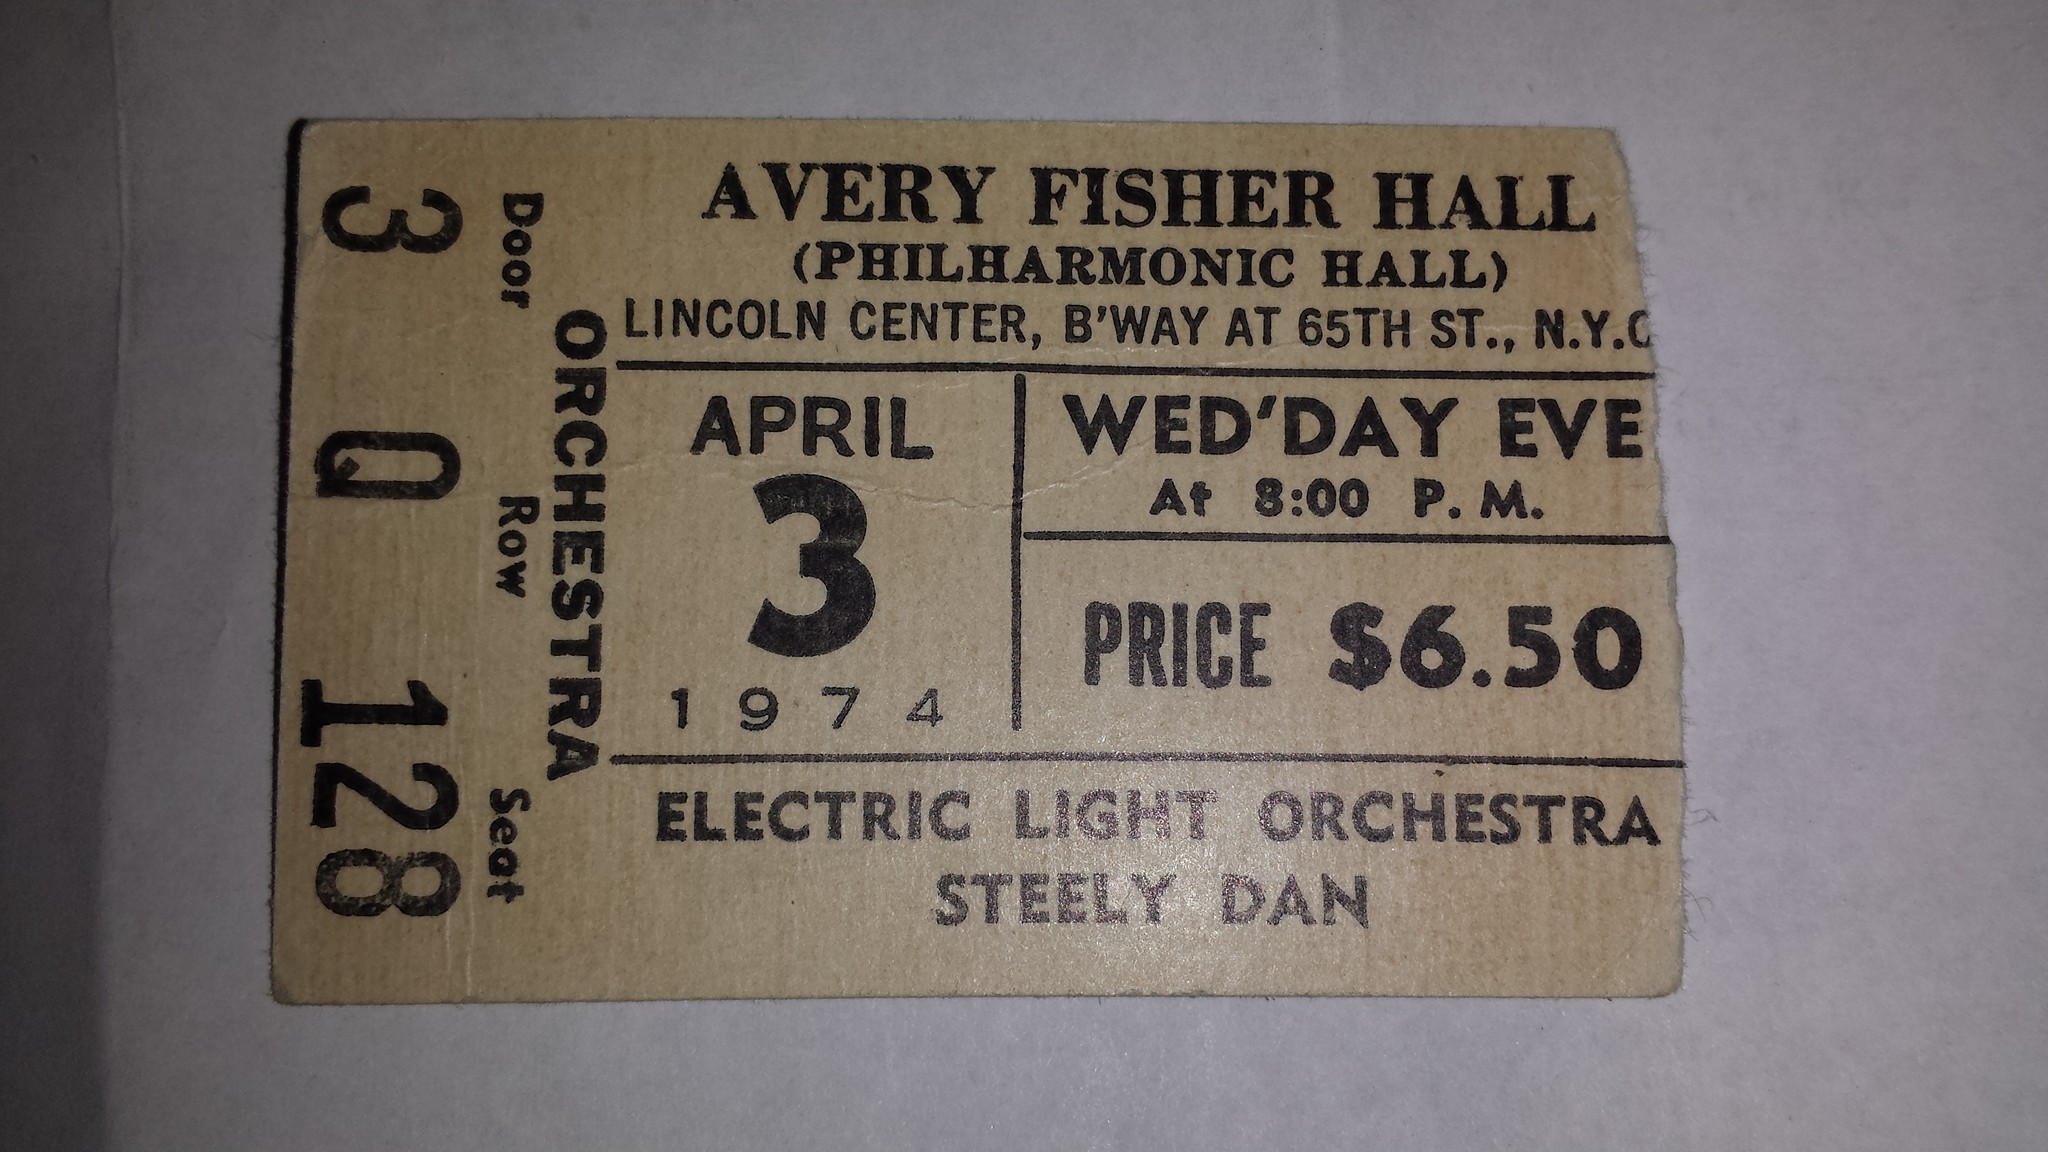 AVERY FISHER HALL
(PHILHARMONIC HALL)
LINCOLN CENTER, B'WAY AT 65TH ST., N.Y.C
APRIL
3
1974
WED'DAY EVE
At 8:00 P.M.
PRICE $6.50
ELECTRIC LIGHT ORCHESTRA
STEELY DAN
ORCHESTRA
Door Row Seat
3 Q 128